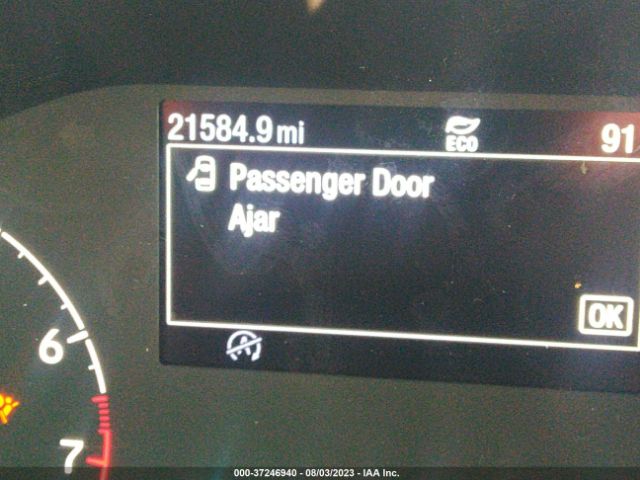 21584.9 mi ECO 91
Passenger Door
Ajar
OK
A
6
7
000-37246940 - 08/03/2023 - IAA Inc.